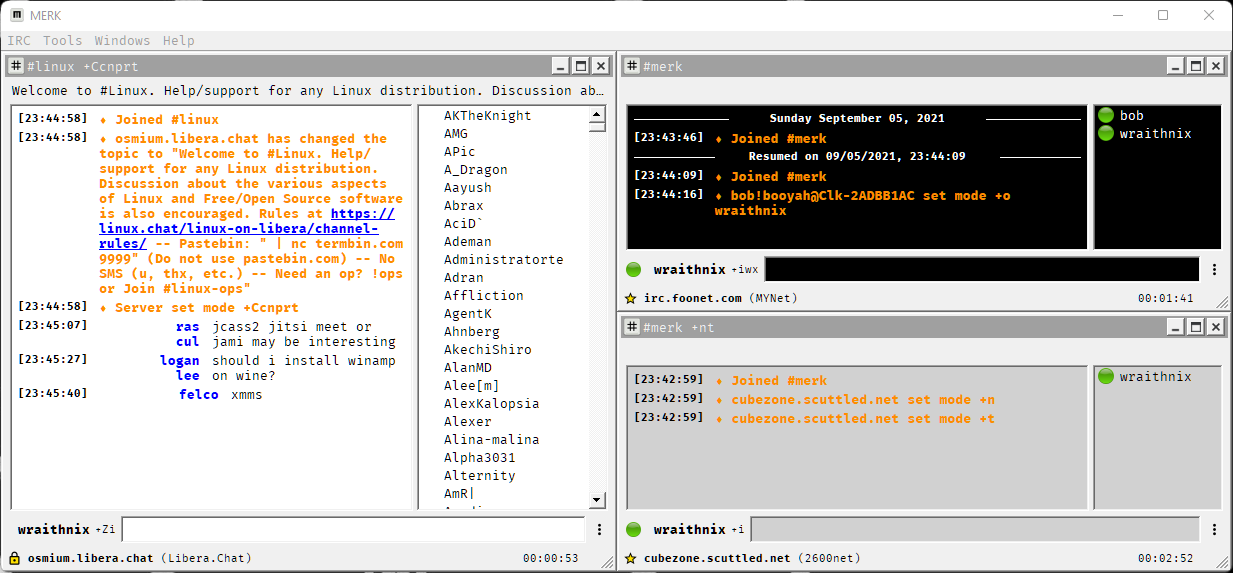 MERK
IRC Tools Windows Help
#linux +Ccnprt
Welcome to #Linux. Help/support for any Linux distribution. Discussion ab…
[23:44:58] ♦ Joined #linux
[23:44:58] ♦ osmium.libera.chat has changed the
topic to "Welcome to #Linux. Help/
support for any Linux distribution.
Discussion about the various aspects
of Linux and Free/Open Source software
is also encouraged. Rules at https://
linux.chat/linux-on-libera/channel-
rules/ -- Pastebin: " | nc termbin.com
9999" (Do not use pastebin.com) -- No
SMS (u, thx, etc.) -- Need an op? !ops
or Join #linux-ops"
[23:44:58] ♦ Server set mode +Ccnprt
[23:45:07] ras jcass2 jitsi meet or
cul jami may be interesting
[23:45:27] logan should i install winamp
lee on wine?
[23:45:40] felco xmms
AKTheKnight
AMG
APic
A_Dragon
Aayush
Abrax
AciD`
Ademan
Administratorte
Adran
Affliction
AgentK
Ahnberg
AkechiShiro
AlanMD
Alee[m]
AlexKalopsia
Alexer
Alina-malina
Alpha3031
Alternity
AmR|
wraithnix +Zi
osmium.libera.chat (Libera.Chat) 00:00:53
#merk
Sunday September 05, 2021
[23:43:46] ♦ Joined #merk
Resumed on 09/05/2021, 23:44:09
[23:44:09] ♦ Joined #merk
[23:44:16] ♦ bob!booyah@Clk-2ADBB1AC set mode +o
wraithnix
bob
wraithnix
wraithnix +iwx
irc.foonet.com (MYNet) 00:01:41
#merk +nt
[23:42:59] ♦ Joined #merk
[23:42:59] ♦ cubezone.scuttled.net set mode +n
[23:42:59] ♦ cubezone.scuttled.net set mode +t
wraithnix
wraithnix +i
cubezone.scuttled.net (2600net) 00:02:52